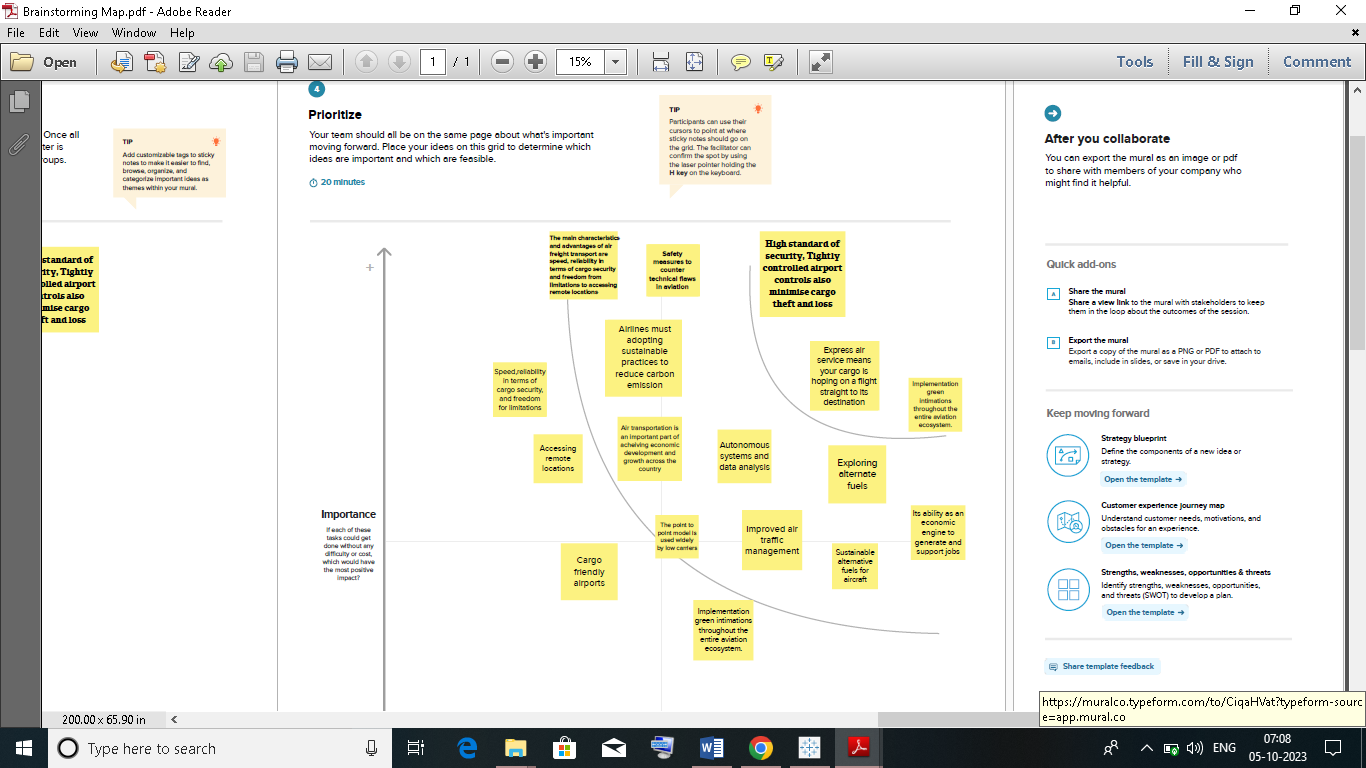 Brainstorming Map.pdf - Adobe Reader
File Edit View Window Help
Open
1 / 1
15%
Tools
Fill & Sign
Comment
Once all
ter is
oups.
TIP
Add customizable tags to sticky
notes to make it easier to find,
browse, organize, and
categorize important ideas as
themes within your mural.
standard of
rity, Tightly
olled airport
ntrols also
mise cargo
ft and loss
4
Prioritize
Your team should all be on the same page about what's important
moving forward. Place your ideas on this grid to determine which
ideas are important and which are feasible.
20 minutes
TIP
Participants can use their
cursors to point at where
sticky notes should go on
the grid. The facilitator can
confirm the spot by using
the laser pointer holding the
H key on the keyboard.
The main characteristics
and advantages of air
freight transport are
speed, reliability in
terms of cargo security
and freedom from
limitations to accessing
remote locations
Safety
measures to
counter
technical flaws
in aviation
High standard of
security, Tightly
controlled airport
controls also
minimise cargo
theft and loss
Airlines must
adopting
sustainable
practices to
reduce carbon
emission
Speed,reliability
in terms of
cargo security,
and freedom
for limitations
Express air
service means
your cargo is
hoping on a flight
straight to its
destination
Implementation
green
intimations
throughout the
entire aviation
ecosystem.
Accessing
remote
locations
Air transportation is
an important part of
acheiving economic
development and
growth across the
country
Autonomous
systems and
data analysis
Exploring
alternate
fuels
Importance
If each of these
tasks could get
done without any
difficulty or cost,
which would have
the most positive
impact?
The point to
point model is
used widely
by low carriers
Improved air
traffic
management
Its ability as an
economic
engine to
generate and
support jobs
Cargo
friendly
airports
Sustainable
alternative
fuels for
aircraft
Implementation
green intimations
throughout the
entire aviation
ecosystem.
After you collaborate
You can export the mural as an image or pdf
to share with members of your company who
might find it helpful.
Quick add-ons
A
Share the mural
Share a view link to the mural with stakeholders to keep
them in the loop about the outcomes of the session.
B
Export the mural
Export a copy of the mural as a PNG or PDF to attach to
emails, include in slides, or save in your drive.
Keep moving forward
Strategy blueprint
Define the components of a new idea or
strategy.
Open the template →
Customer experience journey map
Understand customer needs, motivations, and
obstacles for an experience.
Open the template →
Strengths, weaknesses, opportunities & threats
Identify strengths, weaknesses, opportunities,
and threats (SWOT) to develop a plan.
Open the template →
Share template feedback
https://muralco.typeform.com/to/CiqaHVat?typeform-sourc
e=app.mural.co
200.00 x 65.90 in
Type here to search
ENG
07:08
05-10-2023